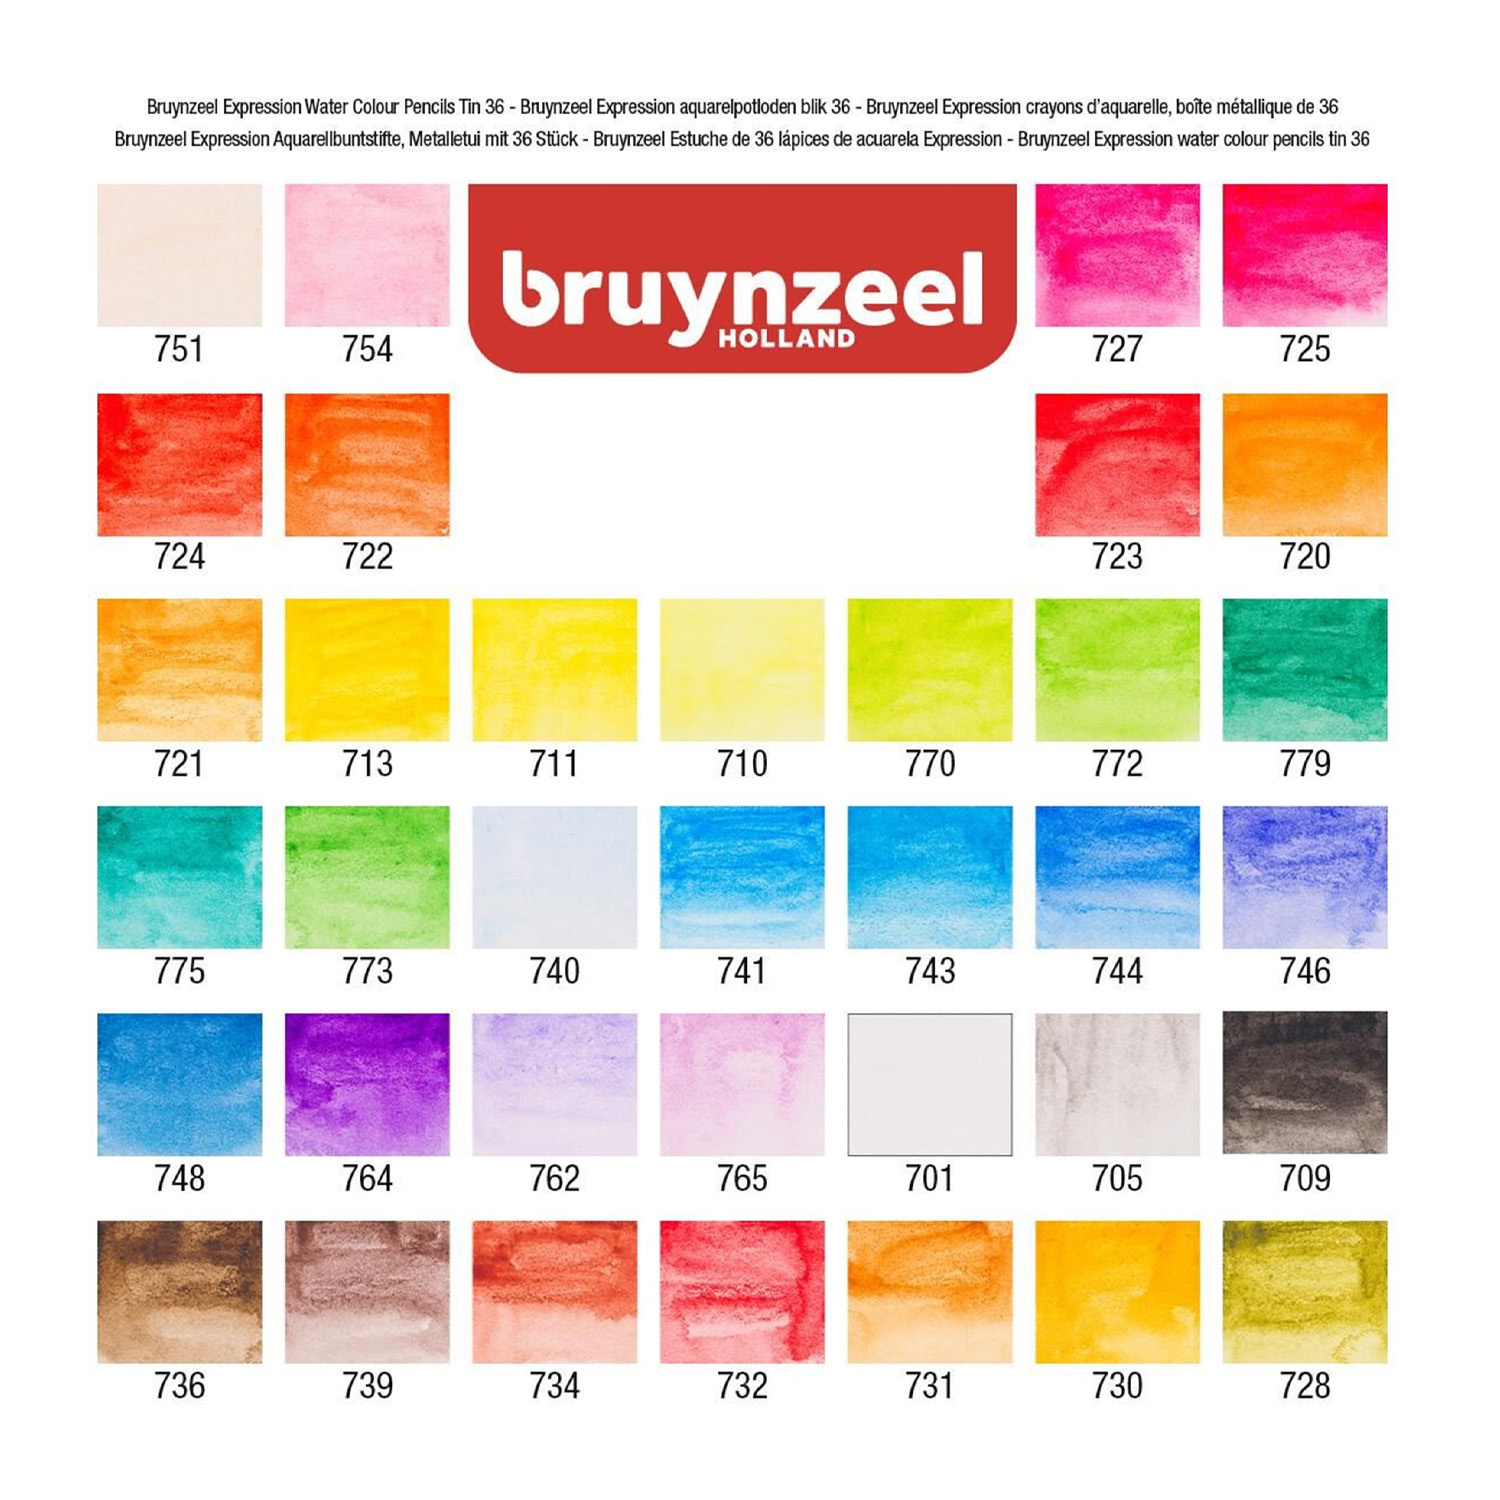 Bruynzeel Expression Water Colour Pencils Tin 36 - Bruynzeel Expression aquarelpotloden blik 36 - Bruynzeel Expression crayons d'aquarelle, boîte métallique de 36
Bruynzeel Expression Aquarellbuntstifte, Metalletui mit 36 Stück - Bruynzeel Estuche de 36 lápices de acuarela Expression - Bruynzeel Expression water colour pencils tin 36
bruynzeel
HOLLAND
751 754 727 725
724 722 723 720
721 713 711 710 770 772 779
775 773 740 741 743 744 746
748 764 762 765 701 705 709
736 739 734 732 731 730 728